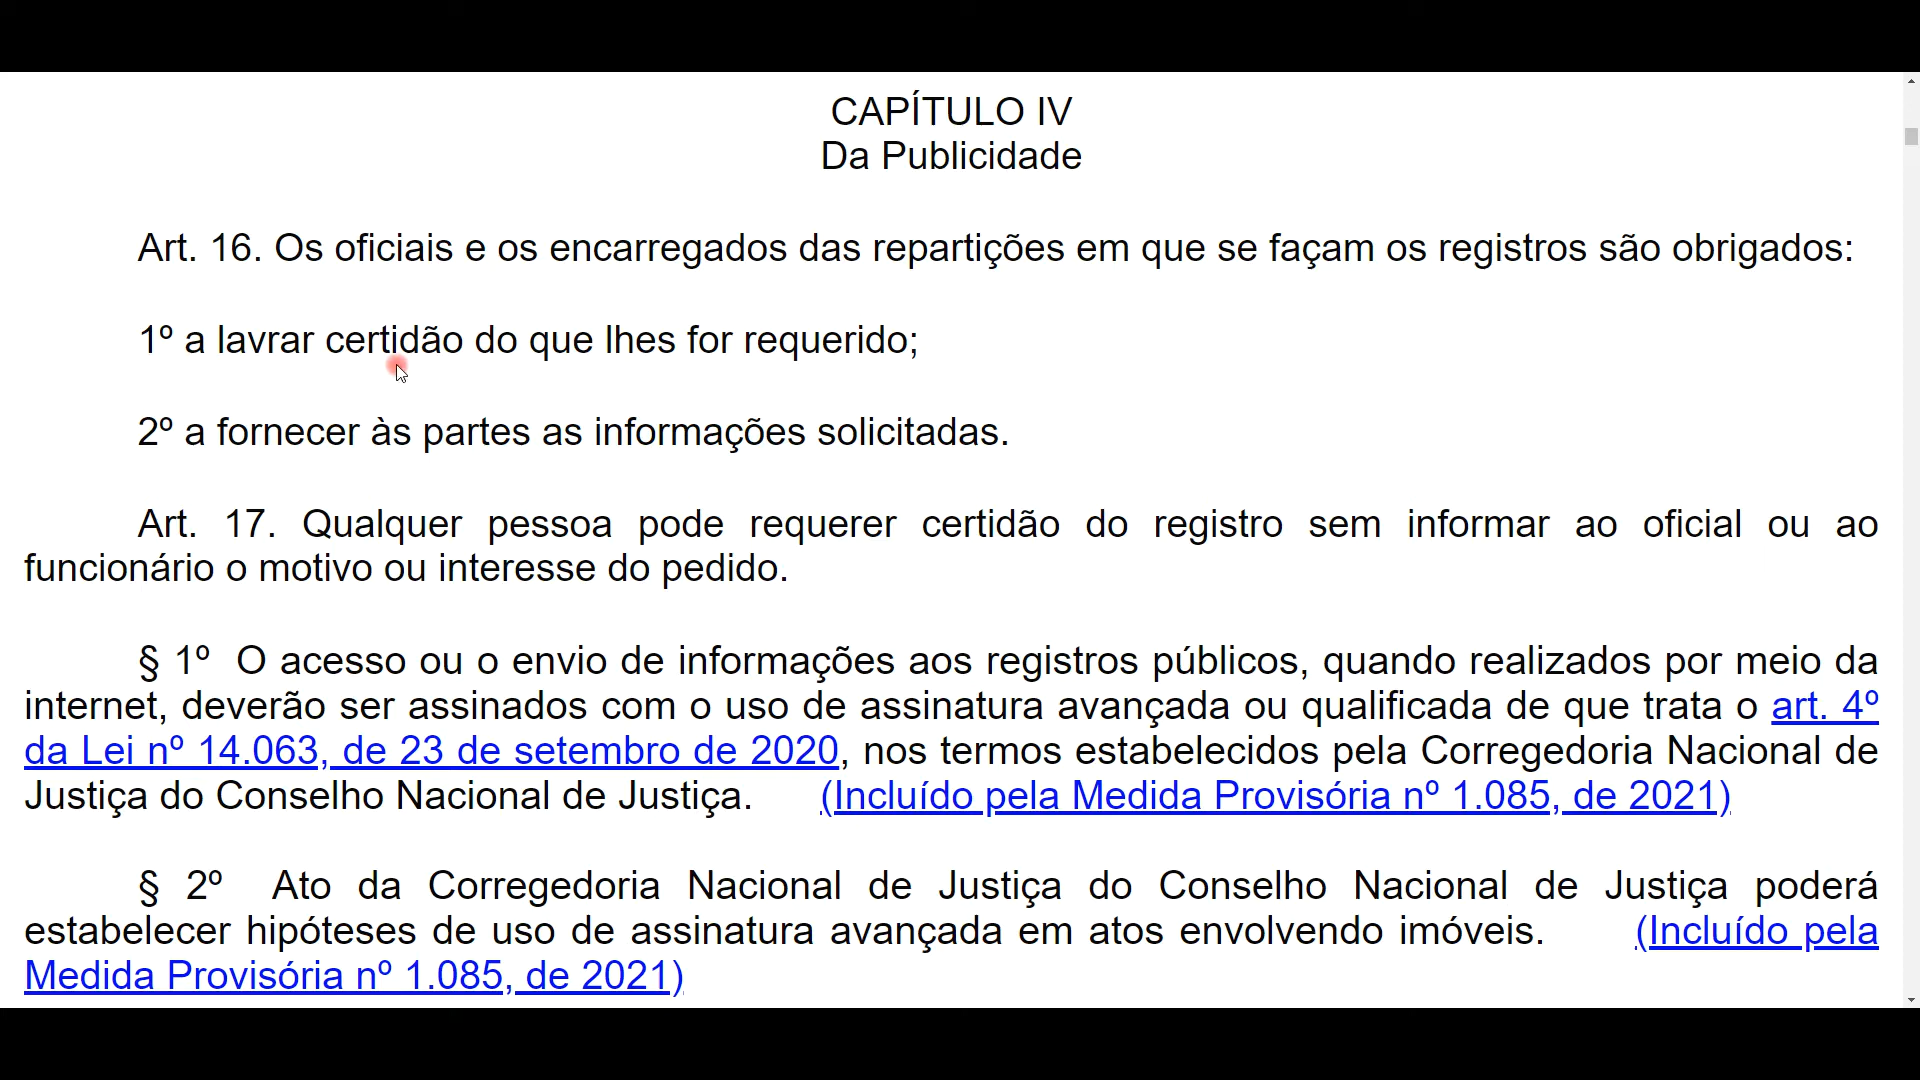 CAPÍTULO IV
Da Publicidade
Art. 16. Os oficiais e os encarregados das repartições em que se façam os registros são obrigados:
1º a lavrar certidão do que lhes for requerido;
2º a fornecer às partes as informações solicitadas.
Art. 17. Qualquer pessoa pode requerer certidão do registro sem informar ao oficial ou ao
funcionário o motivo ou interesse do pedido.
§ 1º O acesso ou o envio de informações aos registros públicos, quando realizados por meio da
internet, deverão ser assinados com o uso de assinatura avançada ou qualificada de que trata o art. 4º
da Lei nº 14.063, de 23 de setembro de 2020, nos termos estabelecidos pela Corregedoria Nacional de
Justiça do Conselho Nacional de Justiça. (Incluído pela Medida Provisória nº 1.085, de 2021)
§ 2º Ato da Corregedoria Nacional de Justiça do Conselho Nacional de Justiça poderá
estabelecer hipóteses de uso de assinatura avançada em atos envolvendo imóveis. (Incluído pela
Medida Provisória nº 1.085, de 2021)